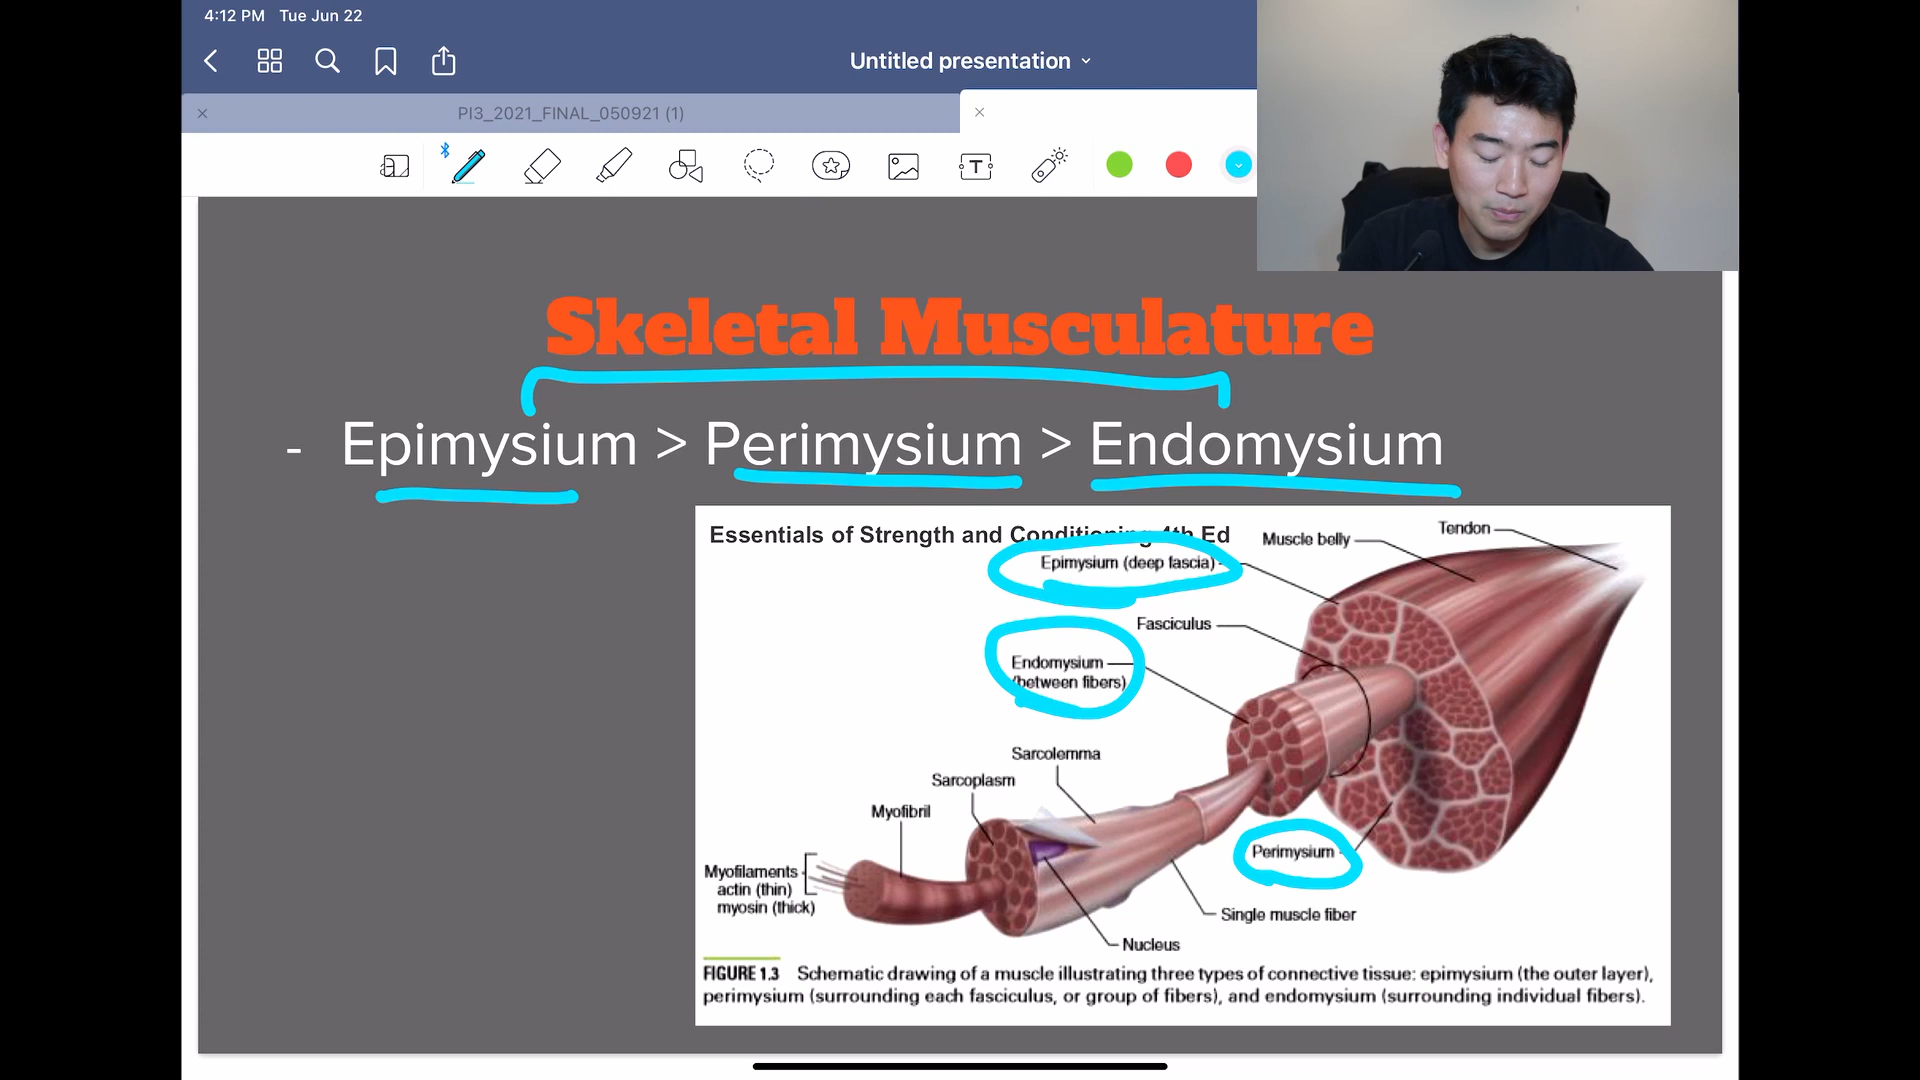 4:12 PM Tue Jun 22
Untitled presentation
PI3_2021_FINAL_050921 (1)
T
Skeletal Musculature
- Epimysium > Perimysium > Endomysium
Essentials of Strength and Conditioning 4th Ed
Tendon
Muscle belly
Epimysium (deep fascia)
Fasciculus
Endomysium
(between fibers)
Sarcolemma
Sarcoplasm
Myofibril
Perimysium
Myofilaments
actin (thin)
myosin (thick)
Single muscle fiber
Nucleus
FIGURE 1.3 Schematic drawing of a muscle illustrating three types of connective tissue: epimysium (the outer layer),
perimysium (surrounding each fasciculus, or group of fibers), and endomysium (surrounding individual fibers).